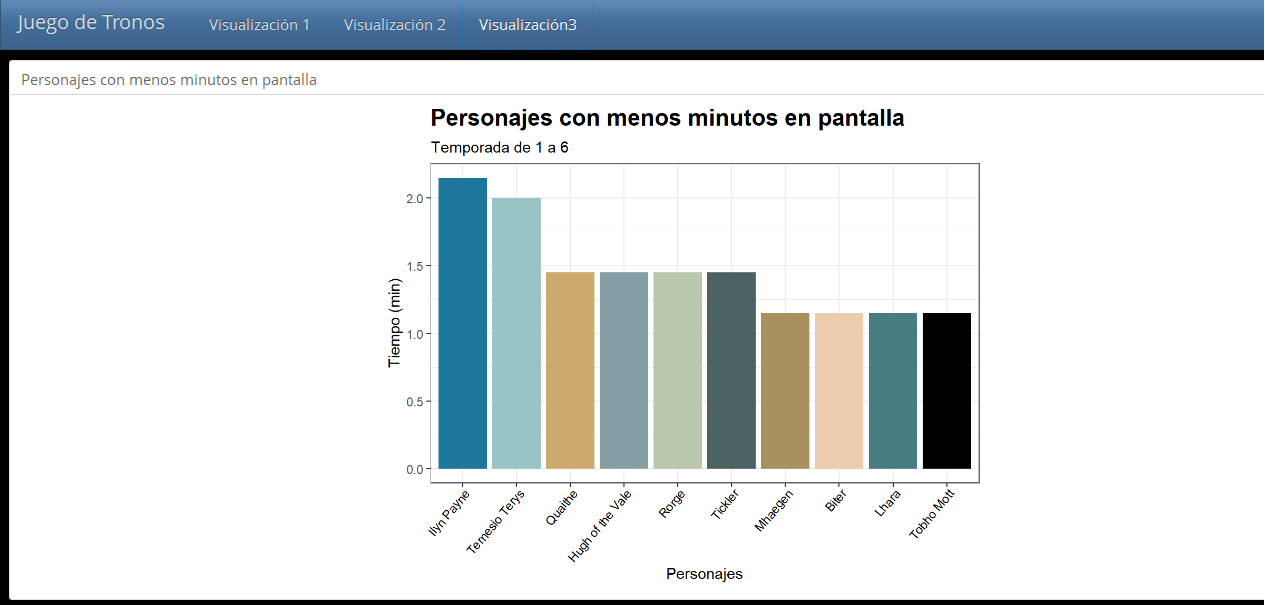 Juego de Tronos Visualización 1 Visualización 2 Visualización3
Personajes con menos minutos en pantalla
Personajes con menos minutos en pantalla
Temporada de 1 a 6
Tiempo (min)
2.0
1.5
1.0
0.5
0.0
Ilyn Payne
Ternesio Terys
Quaithe
Hugh of the Vale
Rorge
Tickler
Mhaegen
Biter
Lhara
Tobho Mott
Personajes